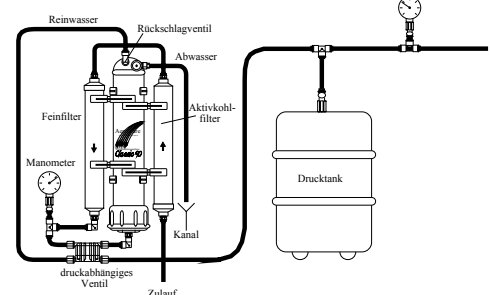 Reinwasser
Rückschlagventil
Abwasser
Feinfilter
Aktivkohl-
filter
Manometer
Drucktank
Kanal
druckabhängiges
Ventil
Zulauf